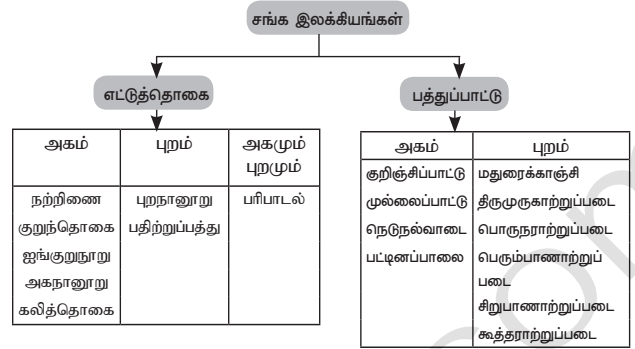 சங்க இலக்கியங்கள்
எட்டுத்தொகை
பத்துப்பாட்டு
அகம்
புறம்
அகமும்
புறமும்
நற்றிணை
குறுந்தொகை
ஐங்குறுநூறு
அகநானூறு
கலித்தொகை
புறநானூறு
பதிற்றுப்பத்து
பரிபாடல்
அகம்
புறம்
குறிஞ்சிப்பாட்டு
முல்லைப்பாட்டு
நெடுநல்வாடை
பட்டினப்பாலை
மதுரைக்காஞ்சி
திருமுருகாற்றுப்படை
பொருநராற்றுப்படை
பெரும்பாணாற்றுப்
படை
சிறுபாணாற்றுப்படை
கூத்தராற்றுப்படை